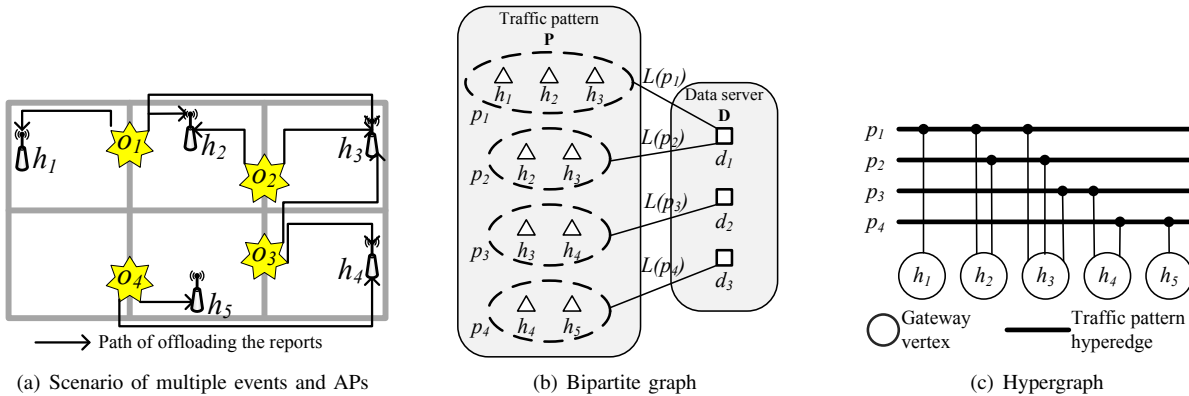 h1
o1
h2
o2
h3
o3
h4
o4
h5
Path of offloading the reports
(a) Scenario of multiple events and APs
Traffic pattern
P
h1 h2 h3
p1
L(p1)
Data server
D
d1
h2 h3
p2
L(p2)
d2
h3 h4
p3
L(p3)
d3
h4 h5
p4
L(p4)
(b) Bipartite graph
p1
p2
p3
p4
h1 h2 h3 h4 h5
Gateway
vertex
Traffic pattern
hyperedge
(c) Hypergraph